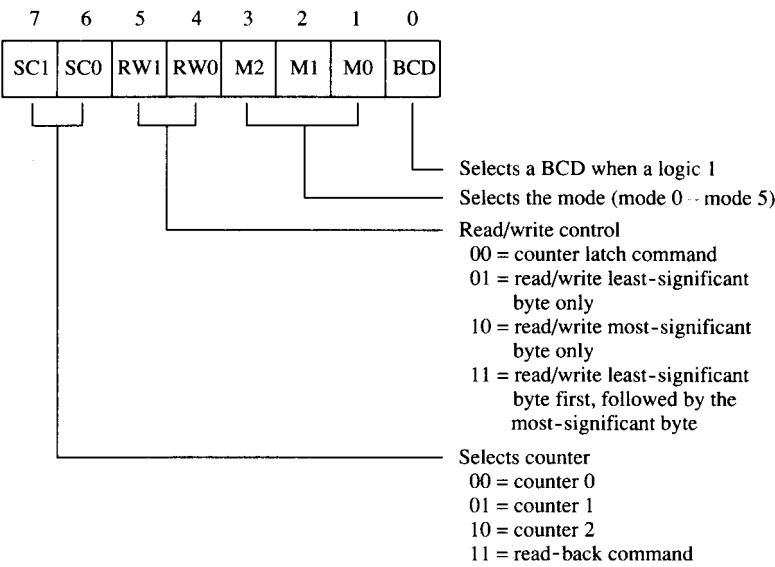 7 6 5 4 3 2 1 0
SC1 SC0 RW1 RW0 M2 M1 M0 BCD
Selects a BCD when a logic 1
Selects the mode (mode 0 – mode 5)
Read/write control
00 = counter latch command
01 = read/write least-significant
byte only
10 = read/write most-significant
byte only
11 = read/write least-significant
byte first, followed by the
most-significant byte
Selects counter
00 = counter 0
01 = counter 1
10 = counter 2
11 = read-back command